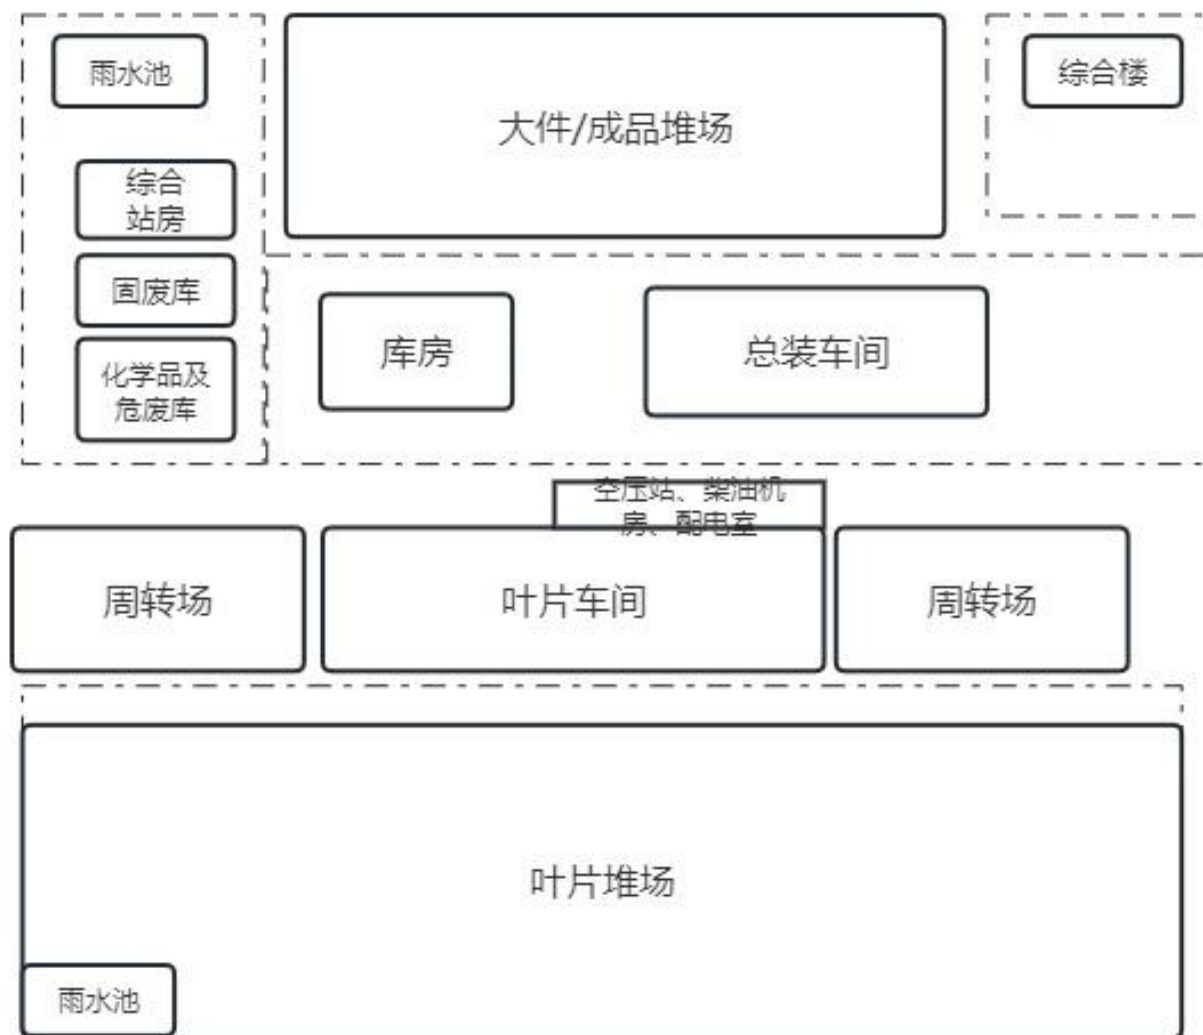 雨水池
大件/成品堆场
综合楼
综合
站房
固废库
化学品及
危废库
库房
总装车间
空压站、柴油机
房、配电室
周转场
叶片车间
周转场
叶片堆场
雨水池